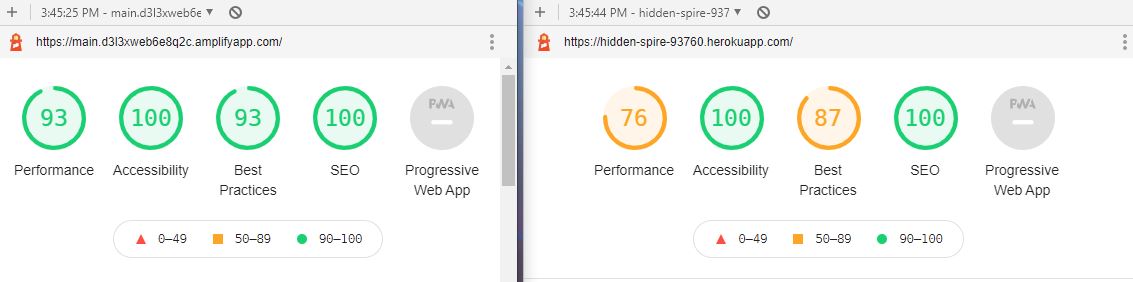 3:45:25 PM - main.d3l3xweb6e
https://main.d3l3xweb6e8q2c.amplifyapp.com/
93
100
93
100
PWA
Performance
Accessibility
Best
Practices
SEO
Progressive
Web App
0–49
50–89
90–100
3:45:44 PM - hidden-spire-937
https://hidden-spire-93760.herokuapp.com/
76
100
87
100
PWA
Performance
Accessibility
Best
Practices
SEO
Progressive
Web App
0–49
50–89
90–100